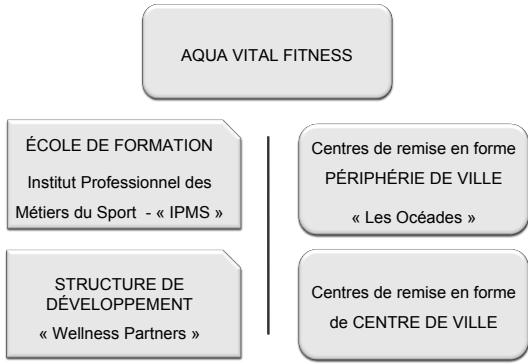 AQUA VITAL FITNESS
ÉCOLE DE FORMATION
Institut Professionnel des
Métiers du Sport - « IPMS »
Centres de remise en forme
PÉRIPHÉRIE DE VILLE
« Les Océades »
STRUCTURE DE
DÉVELOPPEMENT
« Wellness Partners »
Centres de remise en forme
de CENTRE DE VILLE